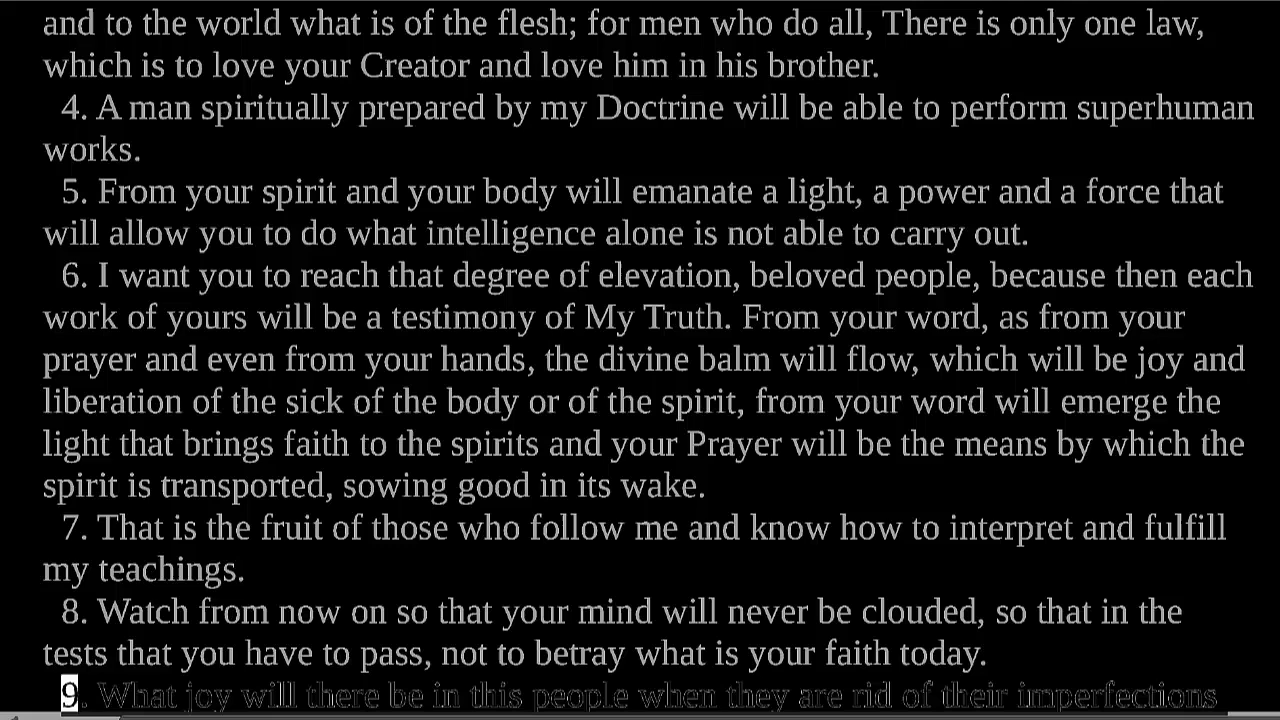 and to the world what is of the flesh; for men who do all, There is only one law,
which is to love your Creator and love him in his brother.
4. A man spiritually prepared by my Doctrine will be able to perform superhuman
works.
5. From your spirit and your body will emanate a light, a power and a force that
will allow you to do what intelligence alone is not able to carry out.
6. I want you to reach that degree of elevation, beloved people, because then each
work of yours will be a testimony of My Truth. From your word, as from your
prayer and even from your hands, the divine balm will flow, which will be joy and
liberation of the sick of the body or of the spirit, from your word will emerge the
light that brings faith to the spirits and your Prayer will be the means by which the
spirit is transported, sowing good in its wake.
7. That is the fruit of those who follow me and know how to interpret and fulfill
my teachings.
8. Watch from now on so that your mind will never be clouded, so that in the
tests that you have to pass, not to betray what is your faith today.
9. What joy will there be in this people when they are rid of their imperfections